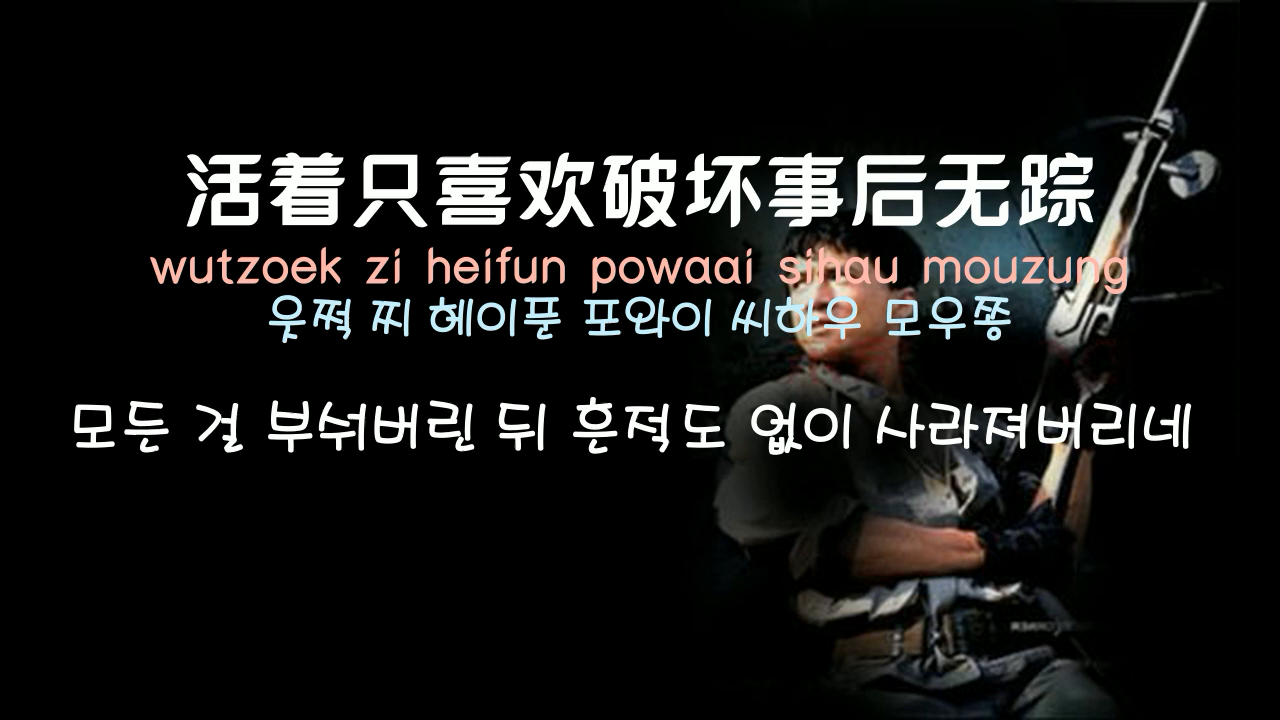 活着只喜欢破坏事后无踪
wutzoek zi heifun powaai sihau mouzung
웃쩍 찌 헤이푼 포와이 씨하우 모우쫑
모든 걸 부숴버린 뒤 흔적도 없이 사라져버리네